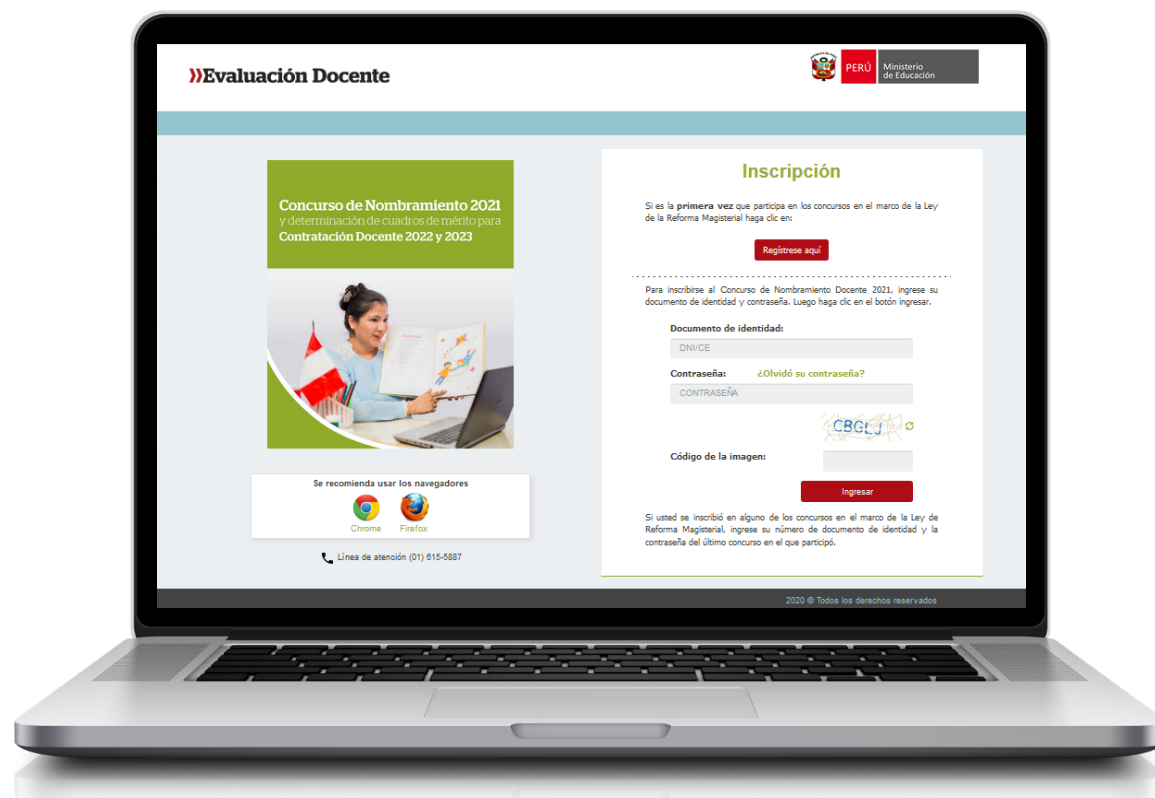 Evaluación Docente
PERÚ
Ministerio
de Educación
Concurso de Nombramiento 2021
y determinación de cuadros de mérito para
Contratación Docente 2022 y 2023
Se recomienda usar los navegadores
Chrome Firefox
Línea de atención (01) 615-5887
Inscripción
Si es la primera vez que participa en los concursos en el marco de la Ley
de la Reforma Magisterial haga clic en:
Regístrese aquí
Para inscribirse al Concurso de Nombramiento Docente 2021, ingrese su
documento de identidad y contraseña. Luego haga clic en el botón ingresar.
Documento de identidad:
DNI/CE
Contraseña: ¿Olvidó su contraseña?
CONTRASEÑA
CBGLJ
Código de la imagen:
Ingresar
Si usted se inscribió en alguno de los concursos en el marco de la Ley de
Reforma Magisterial, ingrese su número de documento de identidad y la
contraseña del último concurso en el que participó.
2020 © Todos los derechos reservados